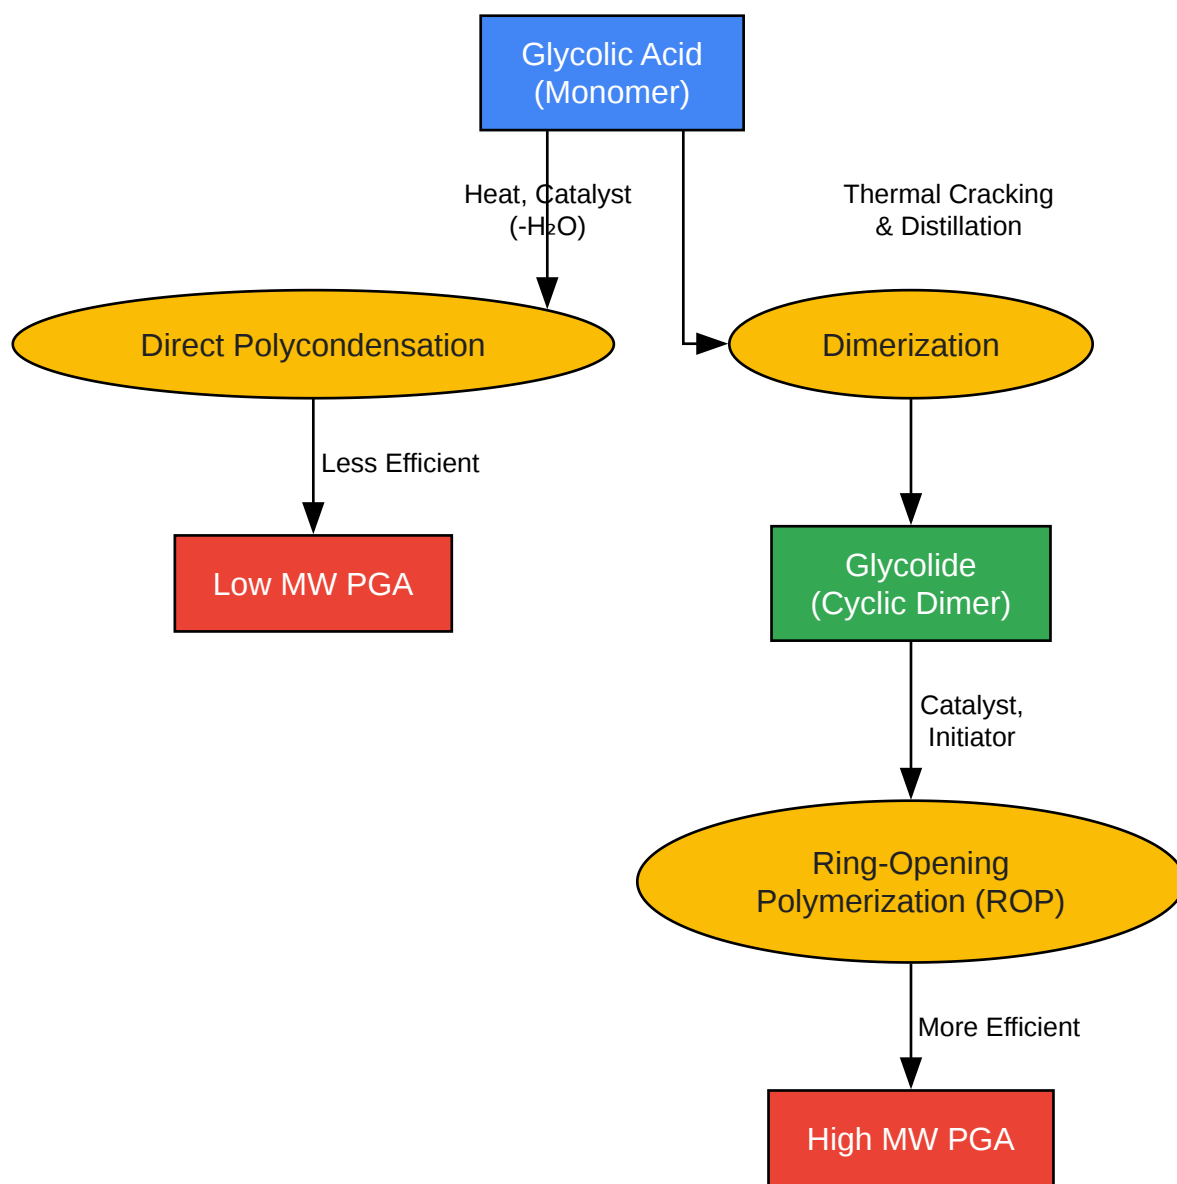 Glycolic Acid
(Monomer)
Heat, Catalyst
(-H₂O)
Thermal Cracking
& Distillation
Direct Polycondensation
Dimerization
Less Efficient
Low MW PGA
Glycolide
(Cyclic Dimer)
Catalyst,
Initiator
Ring-Opening
Polymerization (ROP)
More Efficient
High MW PGA